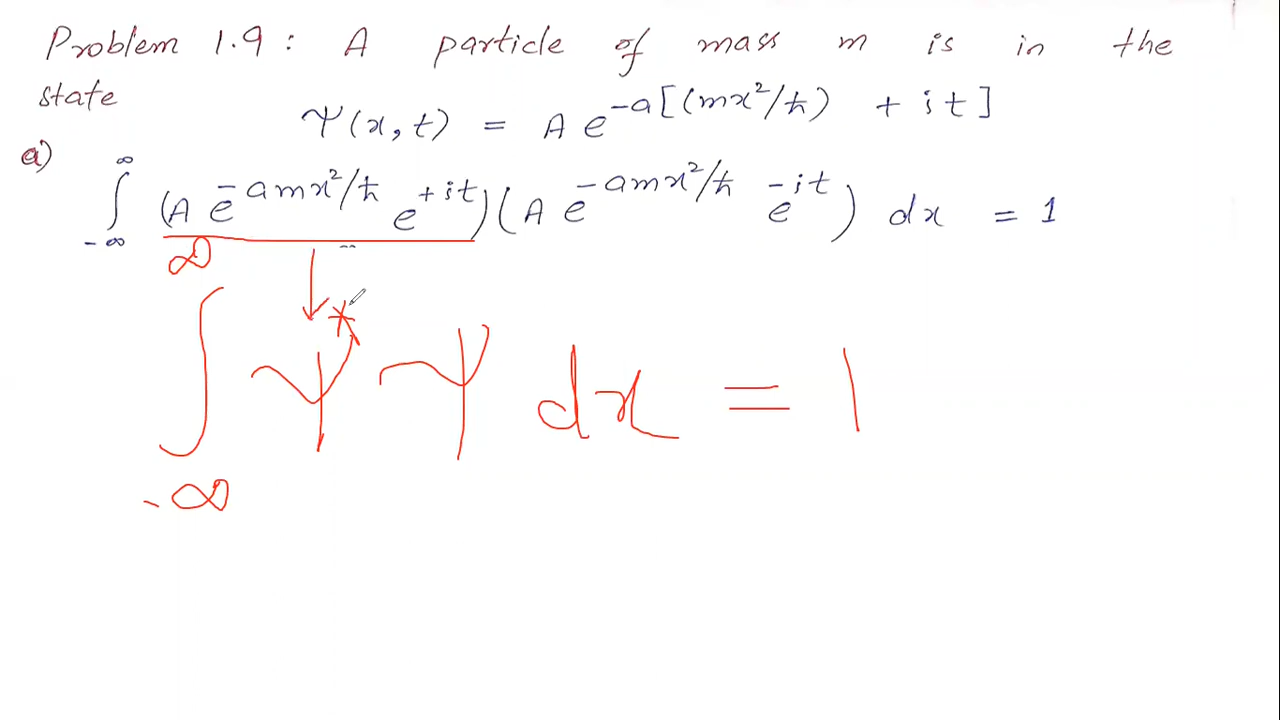 Problem 1.9 : A particle of mass m is in the
state
Ψ(x, t) = A e^{-a[(mx²/ħ) + it]}
a)
∫_{-∞}^{∞} (A e^{-amx²/ħ} e^{+it})(A e^{-amx²/ħ} e^{-it}) dx = 1
∫_{-∞}^{∞} Ψ* Ψ dx = 1